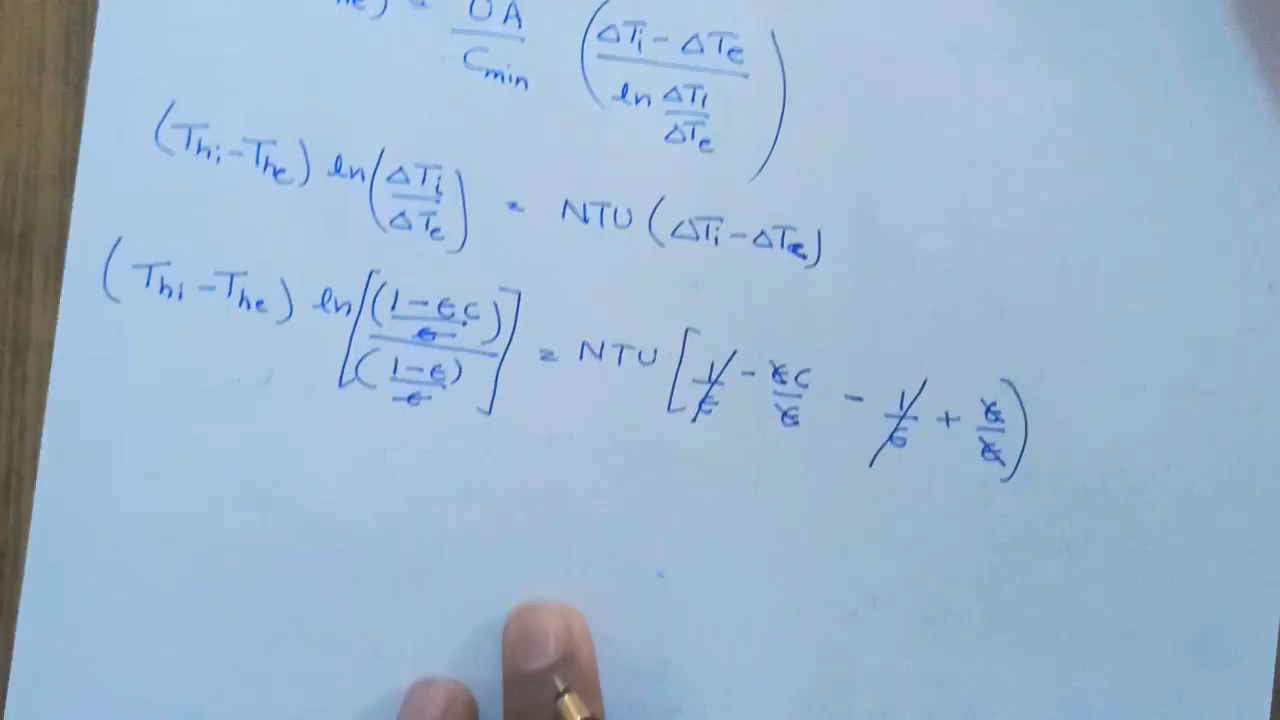 he) = UA/Cmin ((ΔTi − ΔTe)/(ln ΔTi/ΔTe))
(Thi − The) ln(ΔTi/ΔTe) = NTU (ΔTi − ΔTe)
(Thi − The) ln[((1−εC)/ε)/((1−ε)/ε)] = NTU [1/ε − εC/ε − 1/ε + ε/ε)